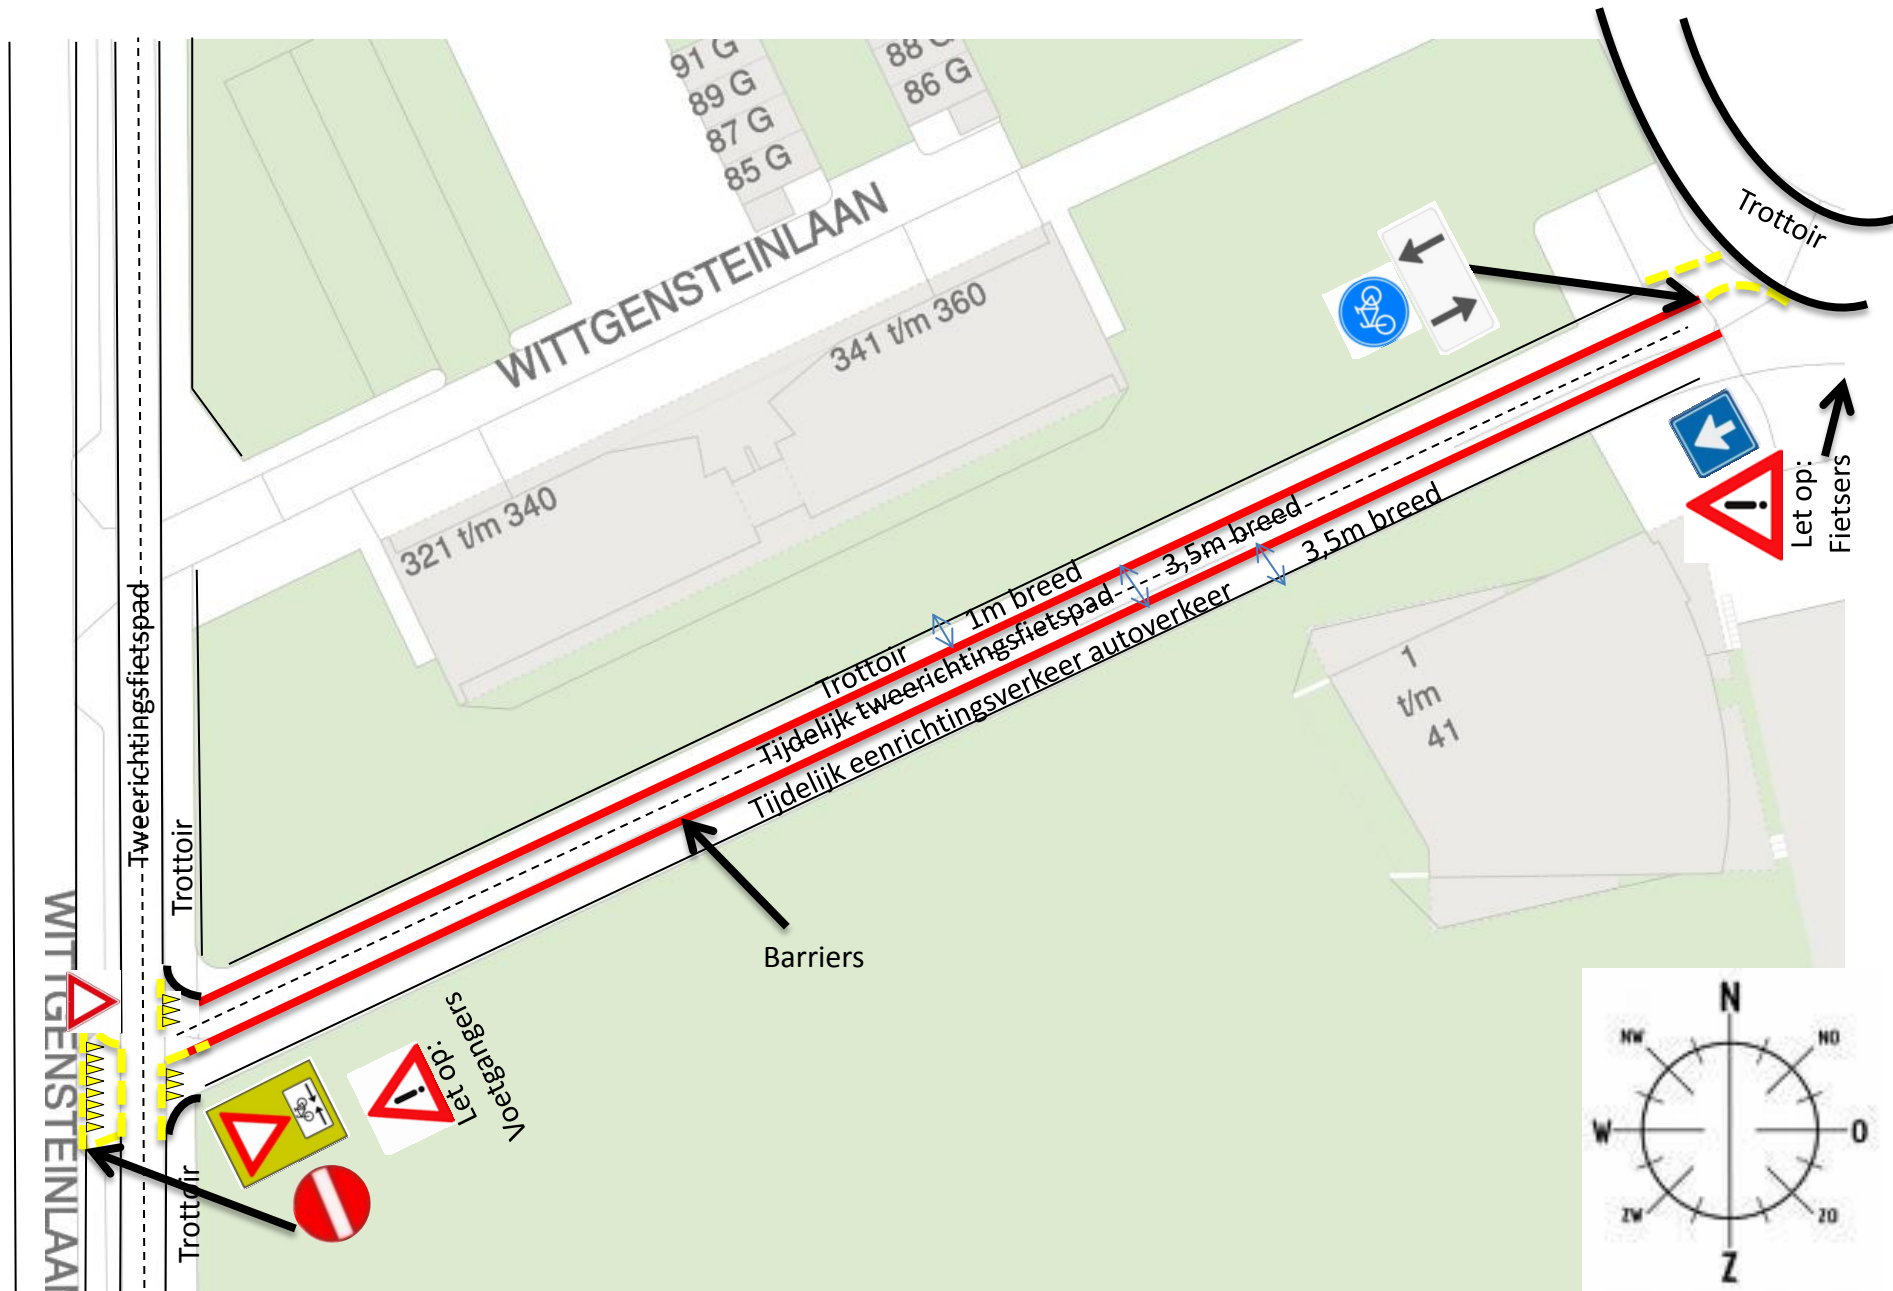 91 G
89 G
87 G
85 G
88 G
86 G
WITTGENSTEINLAAN
341 t/m 360
321 t/m 340
Trottoir
Let op:
Fietsers
1m breed
3,5m breed
3,5m breed
Trottoir
Tijdelijk tweerichtingsfietspad
Tijdelijk eenrichtingsverkeer autoverkeer
1
t/m
41
Tweerichtingsfietspad
Trottoir
Barriers
WITTGENSTEINLAA
Let op:
Voetgangers
Trottoir
N
NW
NO
W
O
ZW
ZO
Z